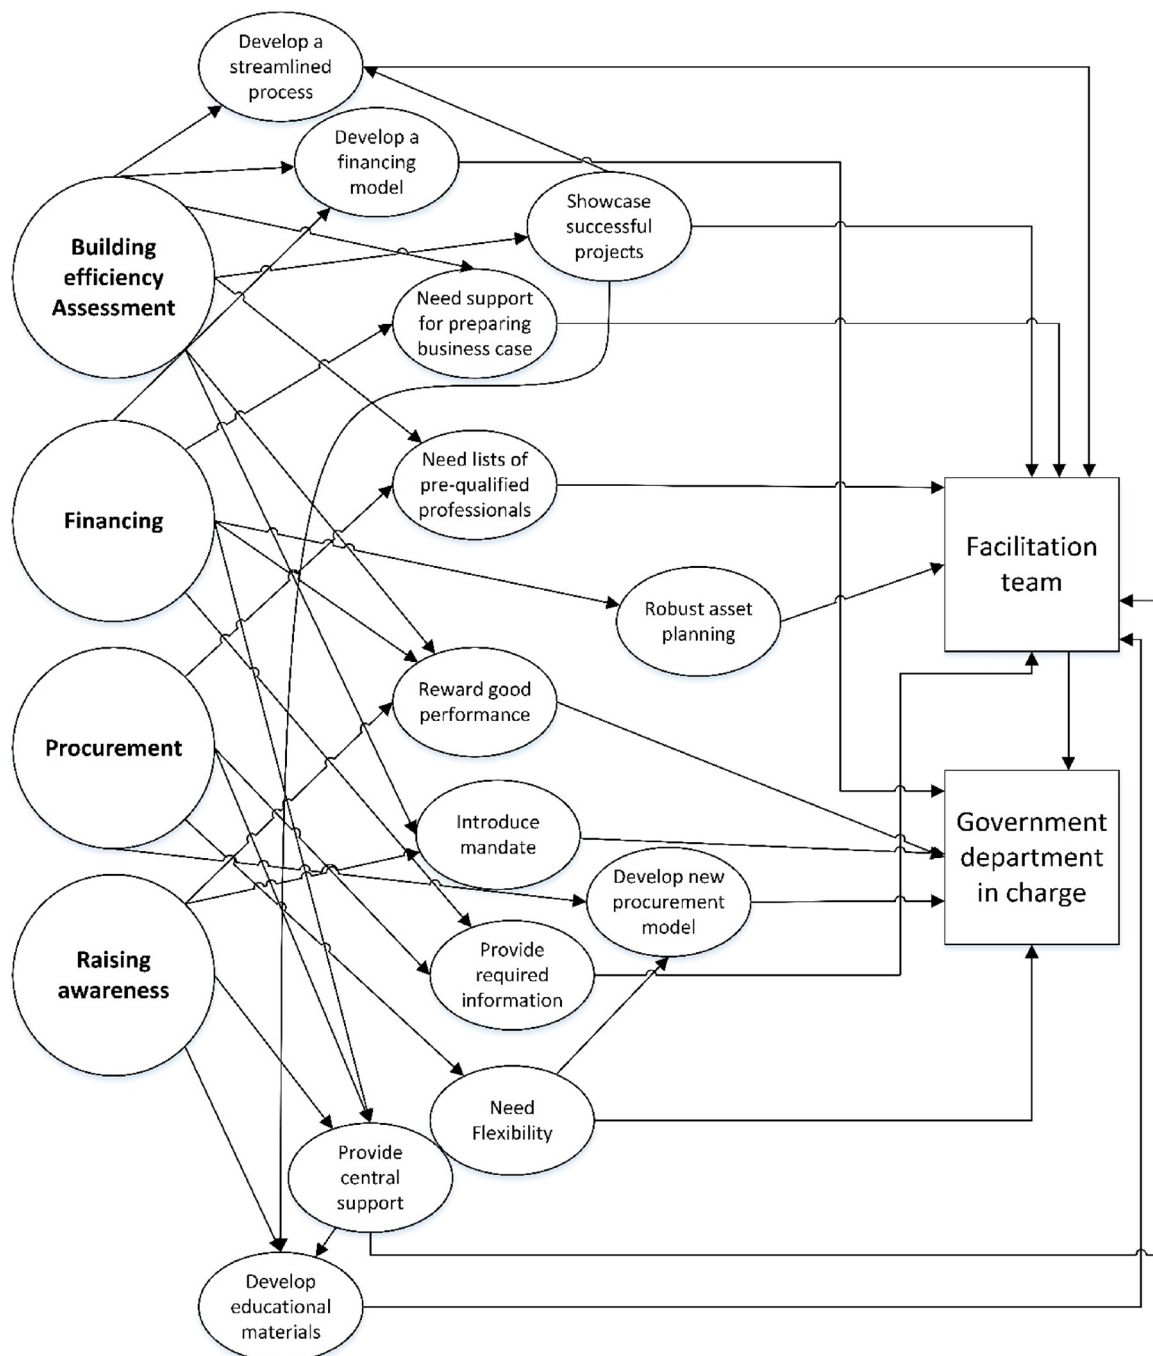 Develop a
streamlined
process
Develop a
financing
model
Showcase
successful
projects
Building
efficiency
Assessment
Need support
for preparing
business case
Need lists of
pre-qualified
professionals
Financing
Facilitation
team
Robust asset
planning
Reward good
performance
Procurement
Introduce
mandate
Government
department
in charge
Develop new
procurement
model
Raising
awareness
Provide
required
information
Need
Flexibility
Provide
central
support
Develop
educational
materials